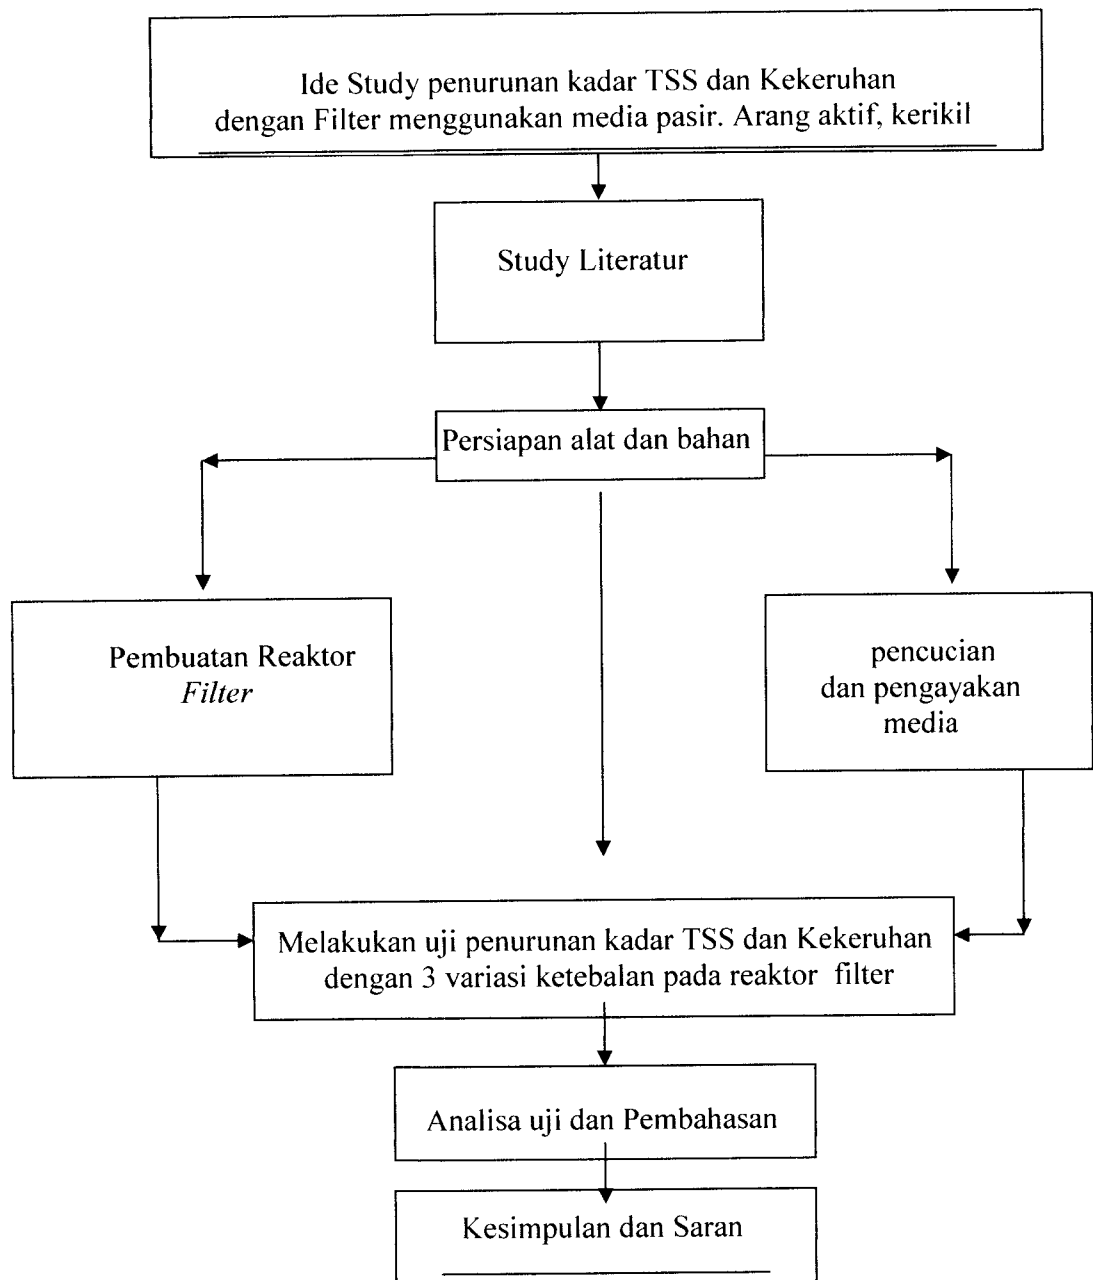 Ide Study penurunan kadar TSS dan Kekeruhan
dengan Filter menggunakan media pasir. Arang aktif, kerikil
Study Literatur
Persiapan alat dan bahan
Pembuatan Reaktor
Filter
pencucian
dan pengayakan
media
Melakukan uji penurunan kadar TSS dan Kekeruhan
dengan 3 variasi ketebalan pada reaktor filter
Analisa uji dan Pembahasan
Kesimpulan dan Saran